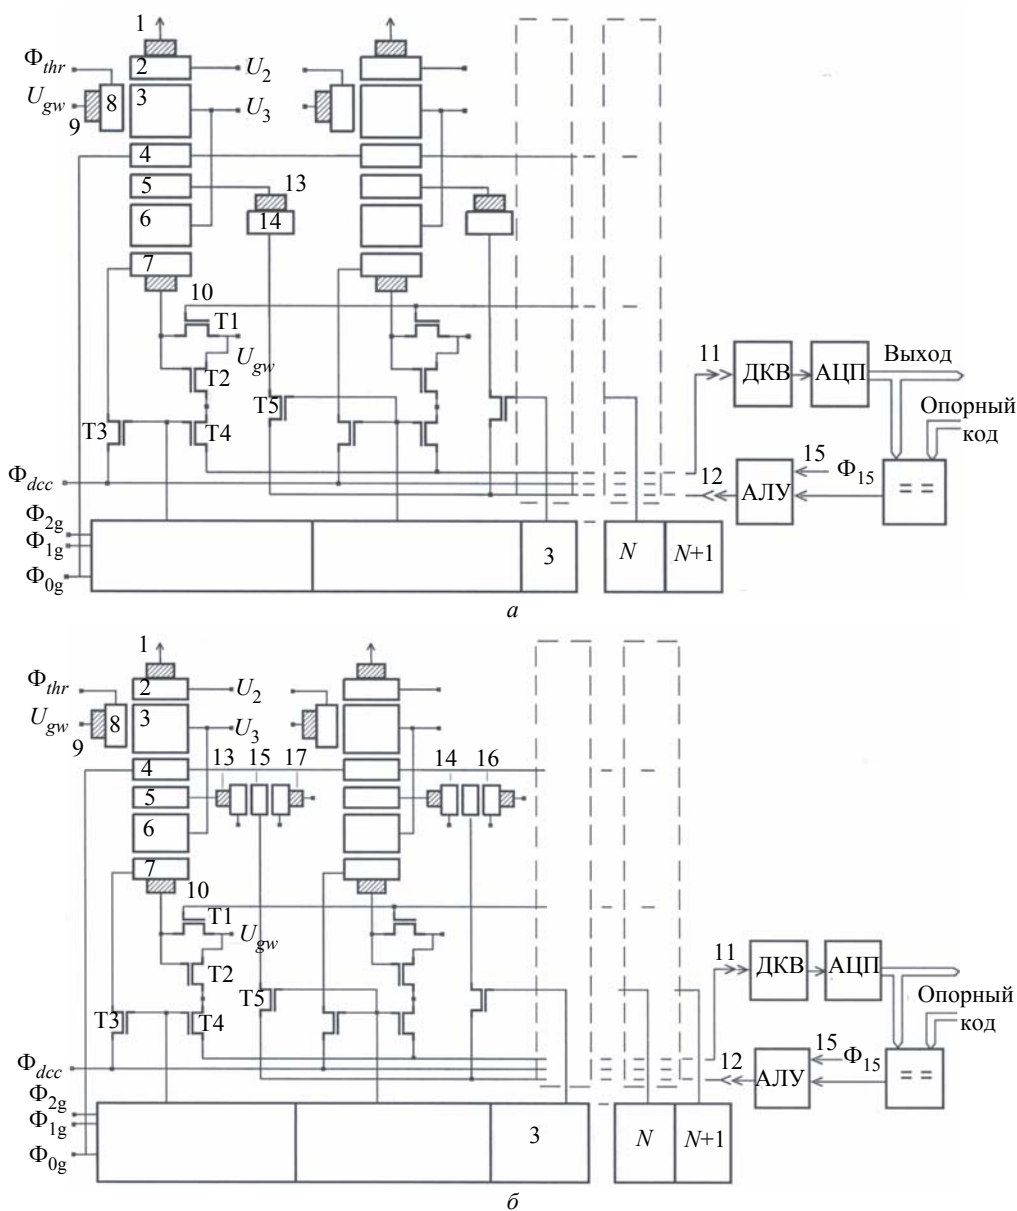 1
Φthr
2
U2
Ugw
8
3
U3
9
4
5
13
6
14
7
10
T1
Ugw
T2
11
ДКВ
АЦП
Выход
T5
Опорный
код
T3
T4
15
Φ15
Φdcc
12
АЛУ
= =
Φ2g
Φ1g
Φ0g
3
N
N+1
а
1
Φthr
2
U2
Ugw
8
3
U3
9
13
15
17
14
16
4
5
6
7
10
T1
Ugw
T2
11
ДКВ
АЦП
T5
Опорный
код
T3
T4
15
Φ15
Φdcc
12
АЛУ
= =
Φ2g
Φ1g
Φ0g
3
N
N+1
б